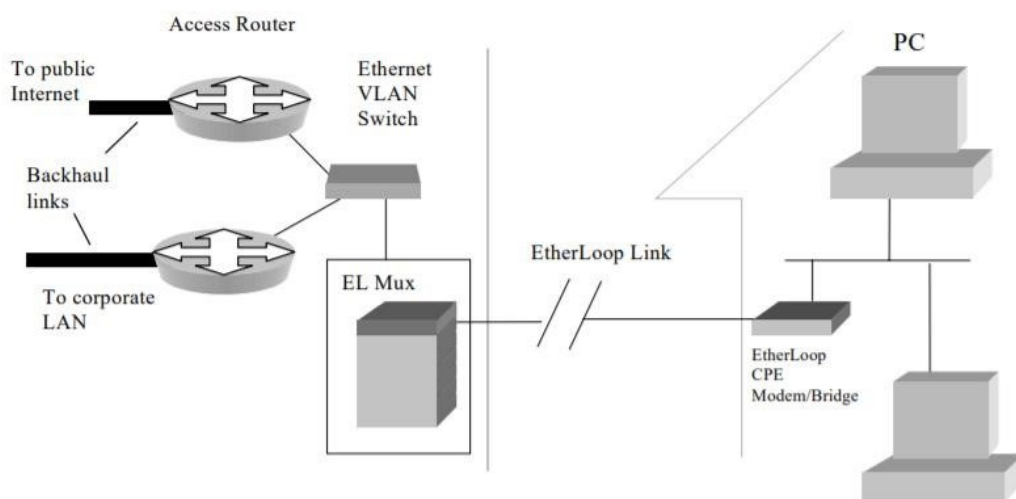 Access Router
To public
Internet
Ethernet
VLAN
Switch
PC
Backhaul
links
EtherLoop Link
EL Mux
To corporate
LAN
EtherLoop
CPE
Modem/Bridge